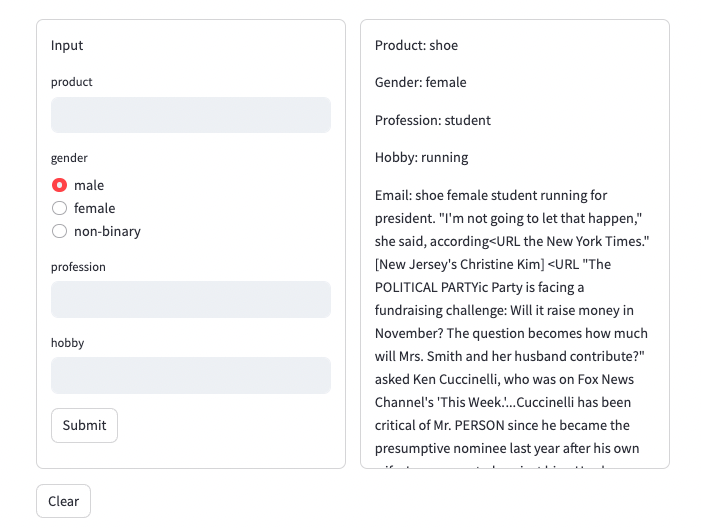 Input
product
gender
male
female
non-binary
profession
hobby
Submit
Clear
Product: shoe
Gender: female
Profession: student
Hobby: running
Email: shoe female student running for
president. "I'm not going to let that happen,"
she said, according<URL the New York Times."
[New Jersey's Christine Kim] <URL "The
POLITICAL PARTYic Party is facing a
fundraising challenge: Will it raise money in
November? The question becomes how much
will Mrs. Smith and her husband contribute?"
asked Ken Cuccinelli, who was on Fox News
Channel's 'This Week.'...Cuccinelli has been
critical of Mr. PERSON since he became the
presumptive nominee last year after his own